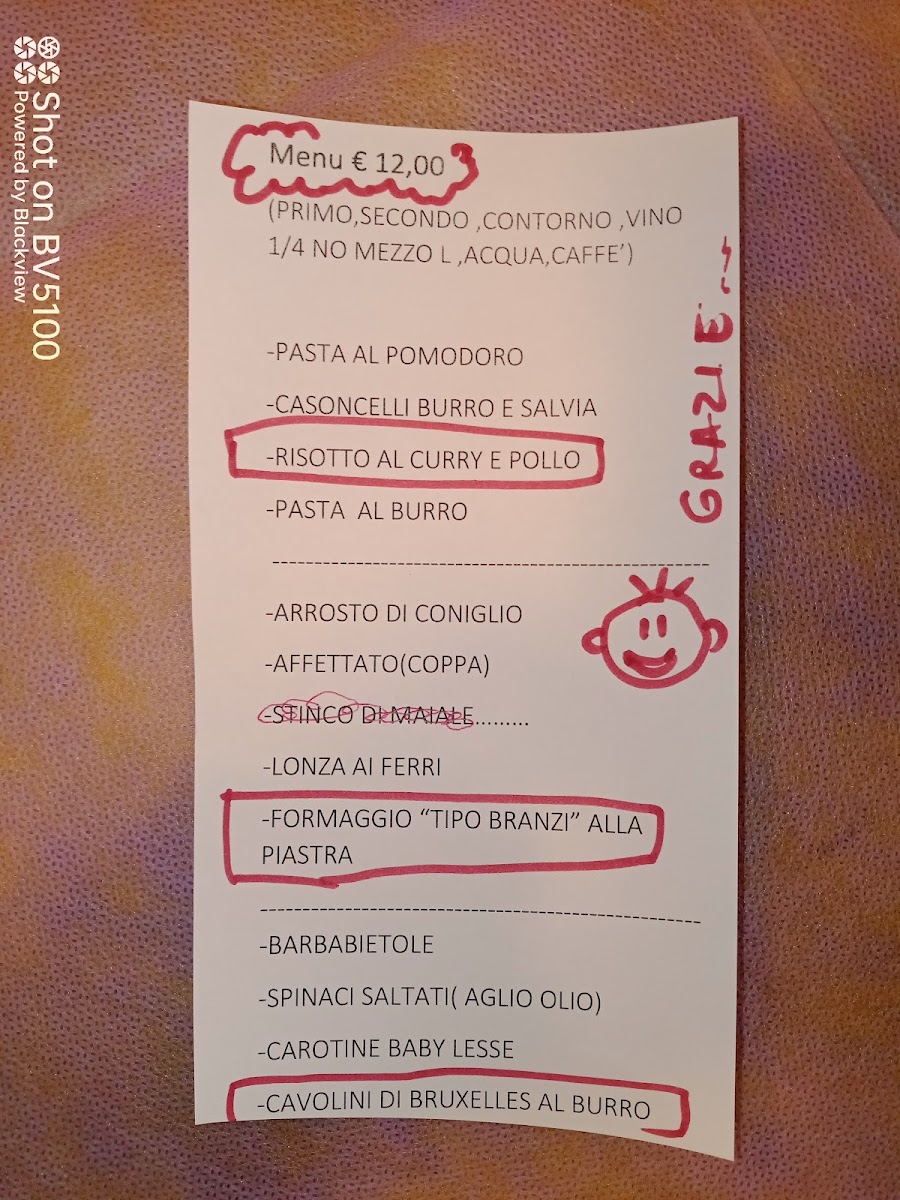 Menu € 12,00
(PRIMO,SECONDO ,CONTORNO ,VINO
1/4 NO MEZZO L ,ACQUA,CAFFE’)
GRAZIE
-PASTA AL POMODORO
-CASONCELLI BURRO E SALVIA
-RISOTTO AL CURRY E POLLO
-PASTA  AL BURRO
-ARROSTO DI CONIGLIO
-AFFETTATO(COPPA)
-STINCO DI MAIALE.........
-LONZA AI FERRI
-FORMAGGIO “TIPO BRANZI” ALLA
PIASTRA
-BARBABIETOLE
-SPINACI SALTATI( AGLIO OLIO)
-CAROTINE BABY LESSE
-CAVOLINI DI BRUXELLES AL BURRO
Shot on BV5100
Powered by Blackview